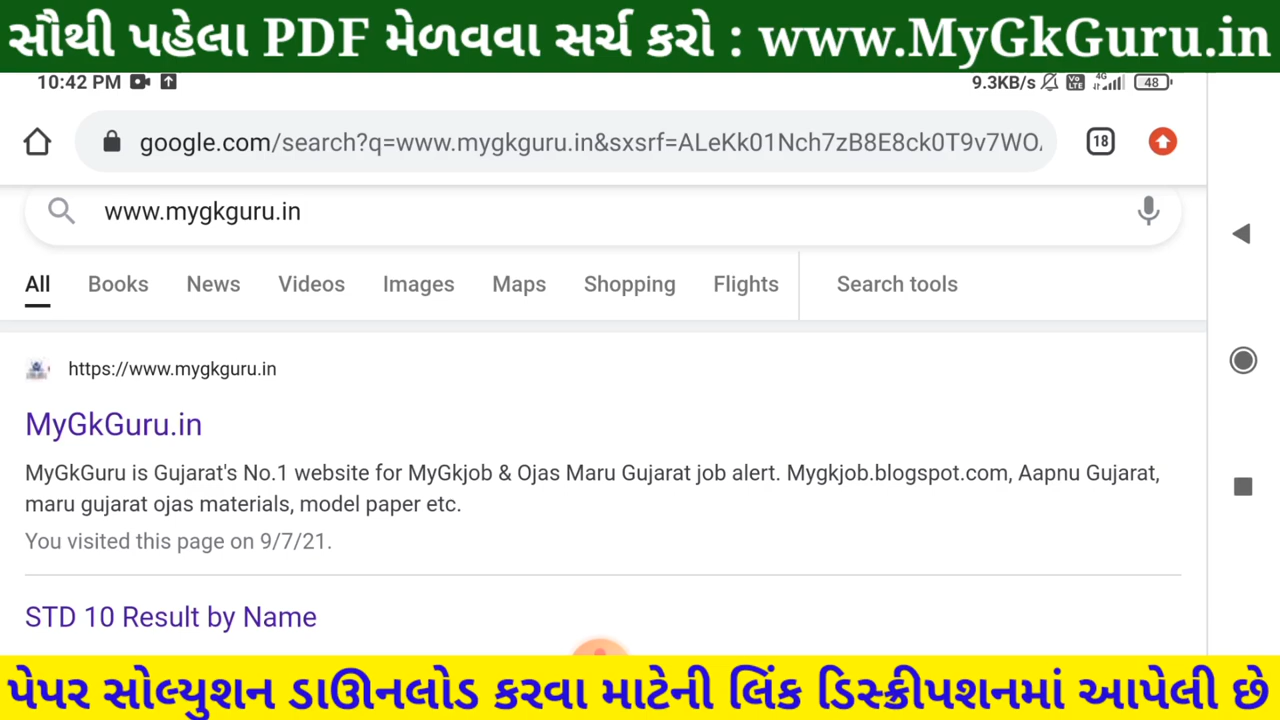 સૌથી પહેલા PDF મેળવવા સર્ચ કરો : www.MyGkGuru.in
10:42 PM 9.3KB/s Vo LTE 4G 48
google.com/search?q=www.mygkguru.in&sxsrf=ALeKk01Nch7zB8E8ck0T9v7WO 18
www.mygkguru.in
All Books News Videos Images Maps Shopping Flights Search tools
https://www.mygkguru.in
MyGkGuru.in
MyGkGuru is Gujarat's No.1 website for MyGkjob & Ojas Maru Gujarat job alert. Mygkjob.blogspot.com, Aapnu Gujarat,
maru gujarat ojas materials, model paper etc.
You visited this page on 9/7/21.
STD 10 Result by Name
પેપર સોલ્યુશન ડાઊનલોડ કરવા માટેની લિંક ડિસ્ક્રીપશનમાં આપેલી છે